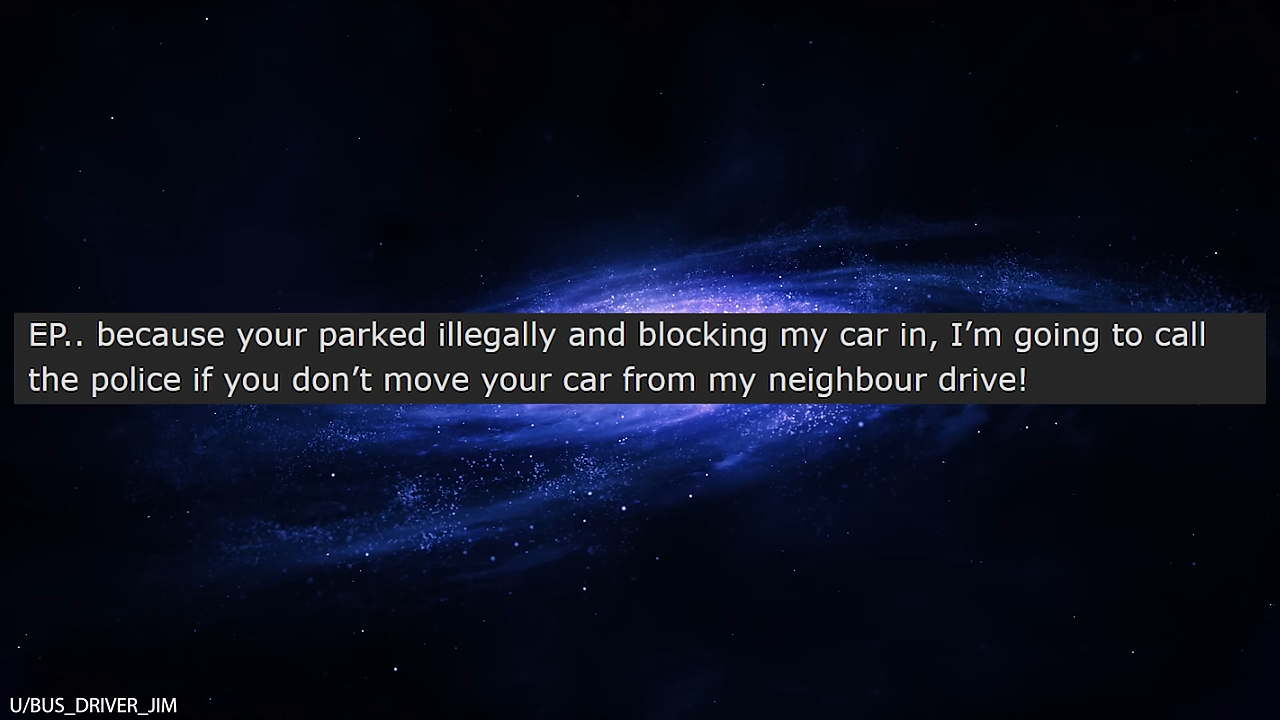 EP.. because your parked illegally and blocking my car in, I’m going to call
the police if you don’t move your car from my neighbour drive!
U/BUS_DRIVER_JIM